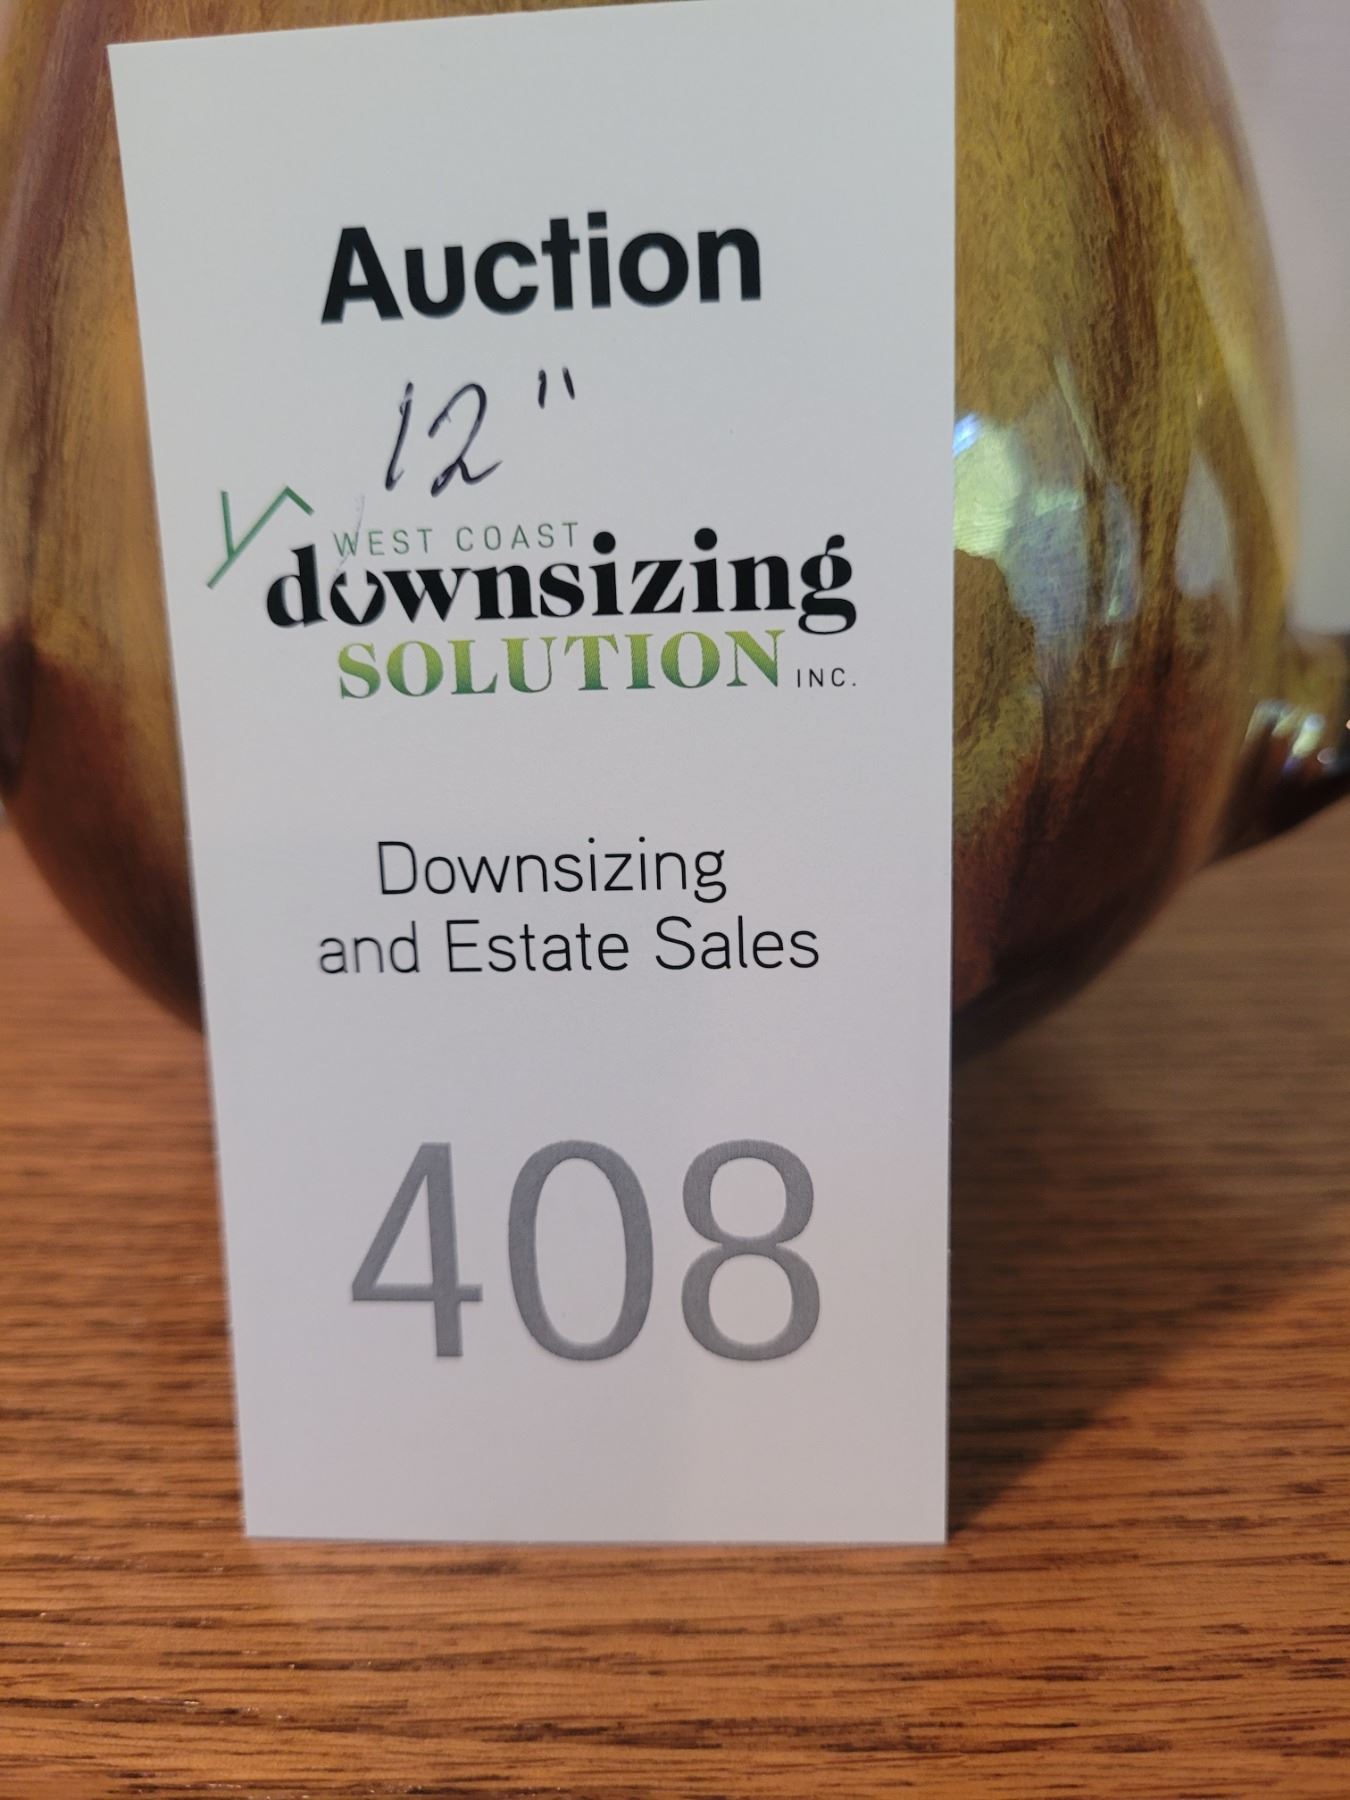 Auction
12"
WEST COAST
downsizing
SOLUTION INC.
Downsizing
and Estate Sales
408